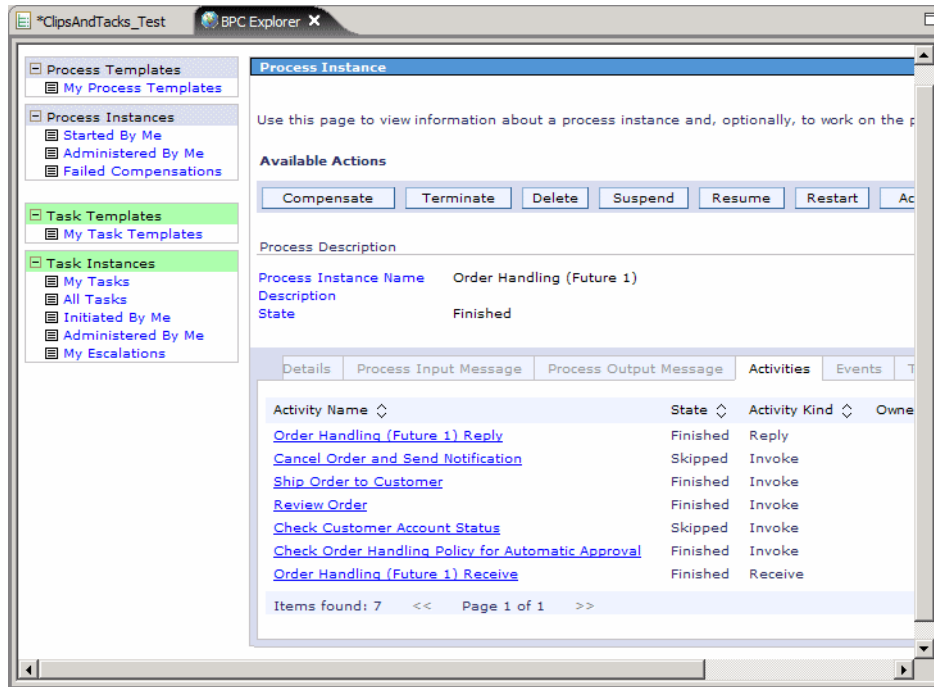 *ClipsAndTacks_Test BPC Explorer
Process Templates
My Process Templates
Process Instances
Started By Me
Administered By Me
Failed Compensations
Task Templates
My Task Templates
Task Instances
My Tasks
All Tasks
Initiated By Me
Administered By Me
My Escalations
Process Instance
Use this page to view information about a process instance and, optionally, to work on the p
Available Actions
Compensate Terminate Delete Suspend Resume Restart Ac
Process Description
Process Instance Name Order Handling (Future 1)
Description
State Finished
Details Process Input Message Process Output Message Activities Events T
Activity Name State Activity Kind Owne
Order Handling (Future 1) Reply Finished Reply
Cancel Order and Send Notification Skipped Invoke
Ship Order to Customer Finished Invoke
Review Order Finished Invoke
Check Customer Account Status Skipped Invoke
Check Order Handling Policy for Automatic Approval Finished Invoke
Order Handling (Future 1) Receive Finished Receive
Items found: 7 << Page 1 of 1 >>